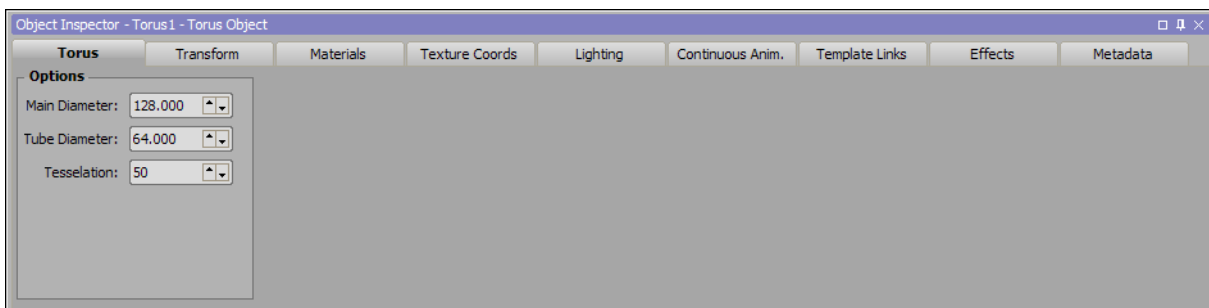 Object Inspector - Torus1 - Torus Object
Torus Transform Materials Texture Coords Lighting Continuous Anim. Template Links Effects Metadata
Options
Main Diameter: 128.000
Tube Diameter: 64.000
Tesselation: 50